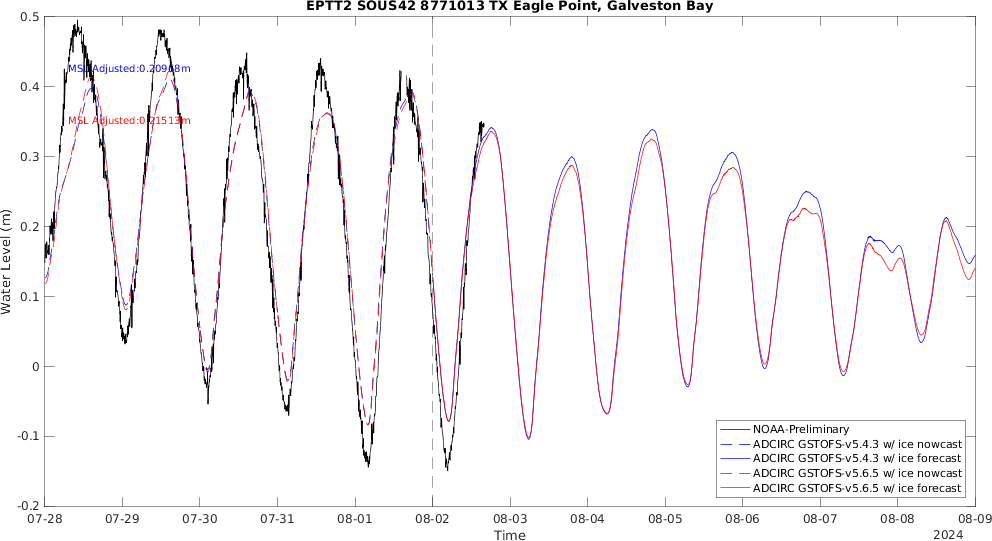 EPTT2 SOUS42 8771013 TX Eagle Point, Galveston Bay
0.5
0.4
0.3
0.2
0.1
0
-0.1
-0.2
Water Level (m)
MSL Adjusted:0.20968m
MSL Adjusted:0.21513m
NOAA-Preliminary
ADCIRC GSTOFS-v5.4.3 w/ ice nowcast
ADCIRC GSTOFS-v5.4.3 w/ ice forecast
ADCIRC GSTOFS-v5.6.5 w/ ice nowcast
ADCIRC GSTOFS-v5.6.5 w/ ice forecast
07-28 07-29 07-30 07-31 08-01 08-02 08-03 08-04 08-05 08-06 08-07 08-08 08-09
Time
2024